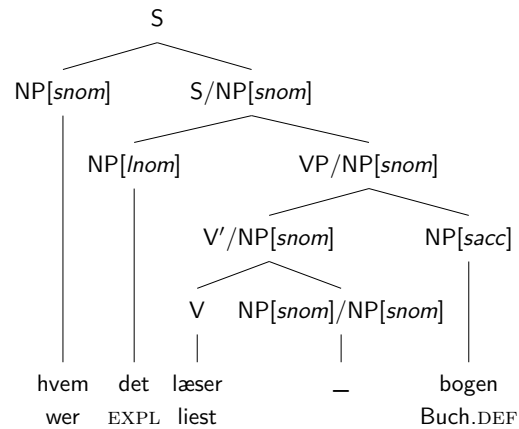 S
NP[snom] S/NP[snom]
NP[lnom] VP/NP[snom]
V′/NP[snom] NP[sacc]
V NP[snom]/NP[snom]
hvem det læser _ bogen
wer EXPL liest Buch.DEF